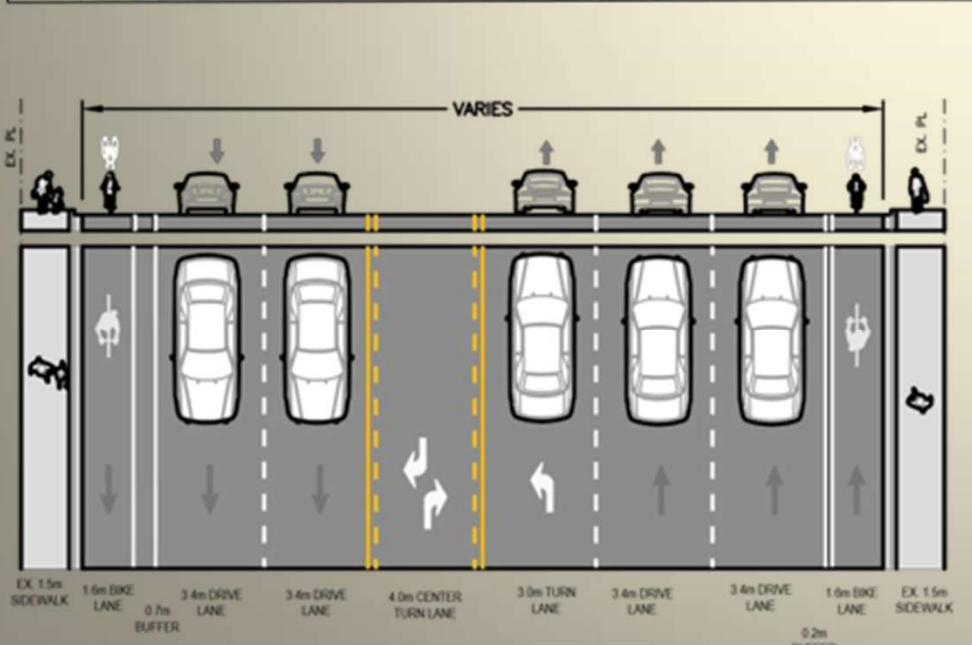 VARIES
EX. PL
EX. PL
EX. 1.5m
SIDEWALK
1.6m BIKE
LANE
0.7m
BUFFER
3.4m DRIVE
LANE
3.4m DRIVE
LANE
4.0m CENTER
TURN LANE
3.0m TURN
LANE
3.4m DRIVE
LANE
3.4m DRIVE
LANE
1.6m BIKE
LANE
0.2m
EX. 1.5m
SIDEWALK